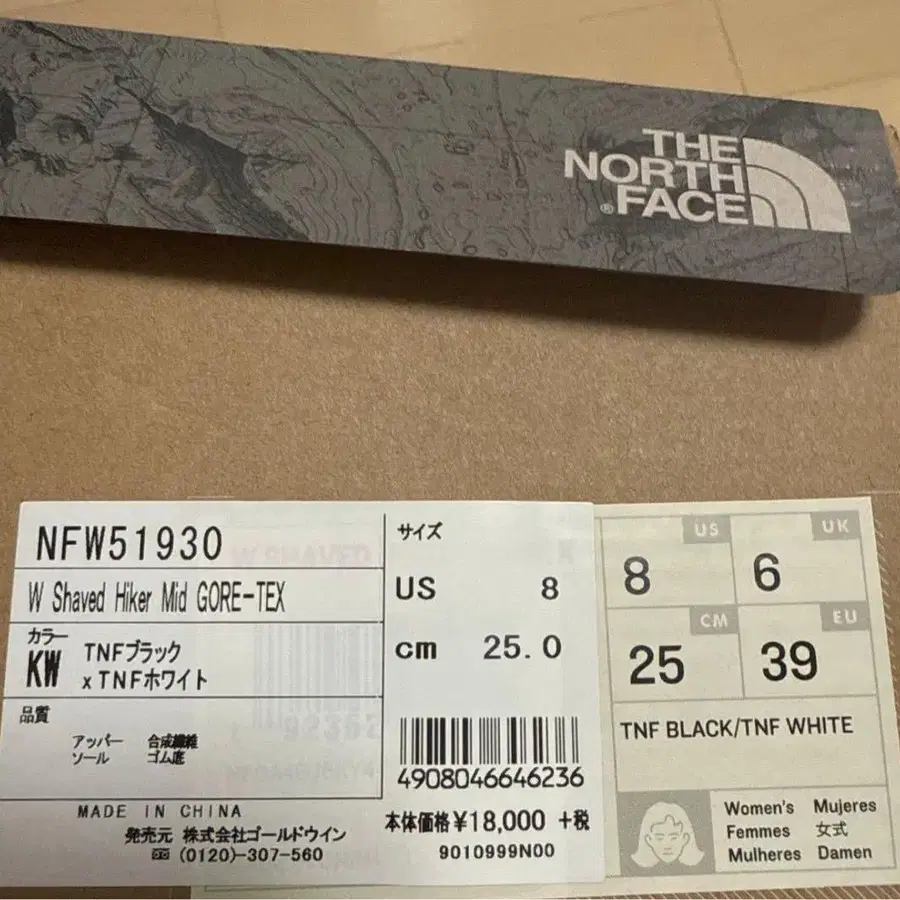 THE
NORTH
FACE
®
NFW51930
W Shaved Hiker Mid GORE-TEX
カラー
KW
TNFブラック
x TNFホワイト
品質
アッパー 合成繊維
ソール ゴム底
MADE IN CHINA
発売元 株式会社ゴールドウイン
(0120)-307-560
サイズ
US 8
cm 25.0
4908046646236
本体価格¥18,000 +税
9010999N00
US
8
UK
6
CM
25
EU
39
TNF BLACK/TNF WHITE
Women's Mujeres
Femmes 女式
Mulheres Damen